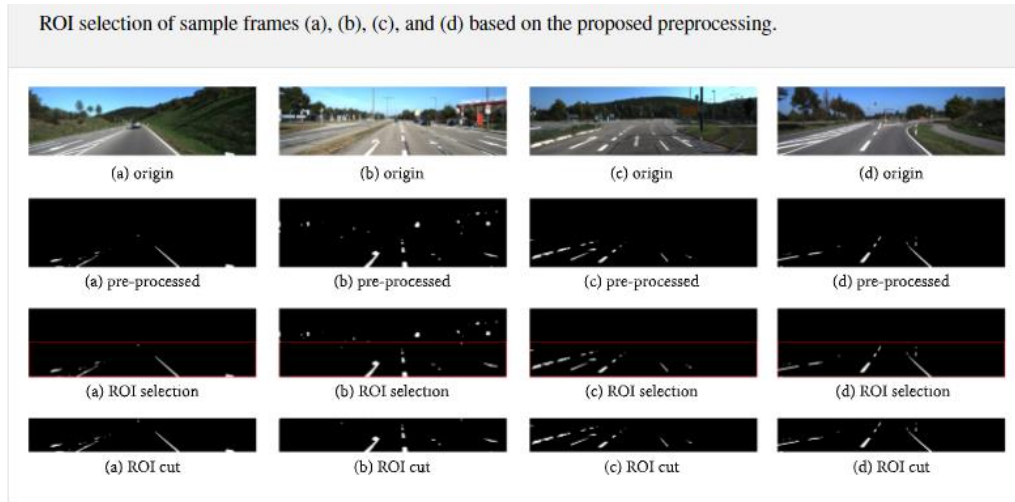 ROI selection of sample frames (a), (b), (c), and (d) based on the proposed preprocessing.
(a) origin
(b) origin
(c) origin
(d) origin
(a) pre-processed
(b) pre-processed
(c) pre-processed
(d) pre-processed
(a) ROI selection
(b) ROI selection
(c) ROI selection
(d) ROI selection
(a) ROI cut
(b) ROI cut
(c) ROI cut
(d) ROI cut